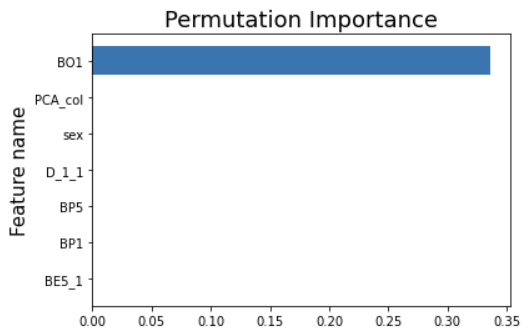 Permutation Importance
Feature name
BO1
PCA_col
sex
D_1_1
BP5
BP1
BE5_1
0.00 0.05 0.10 0.15 0.20 0.25 0.30 0.35